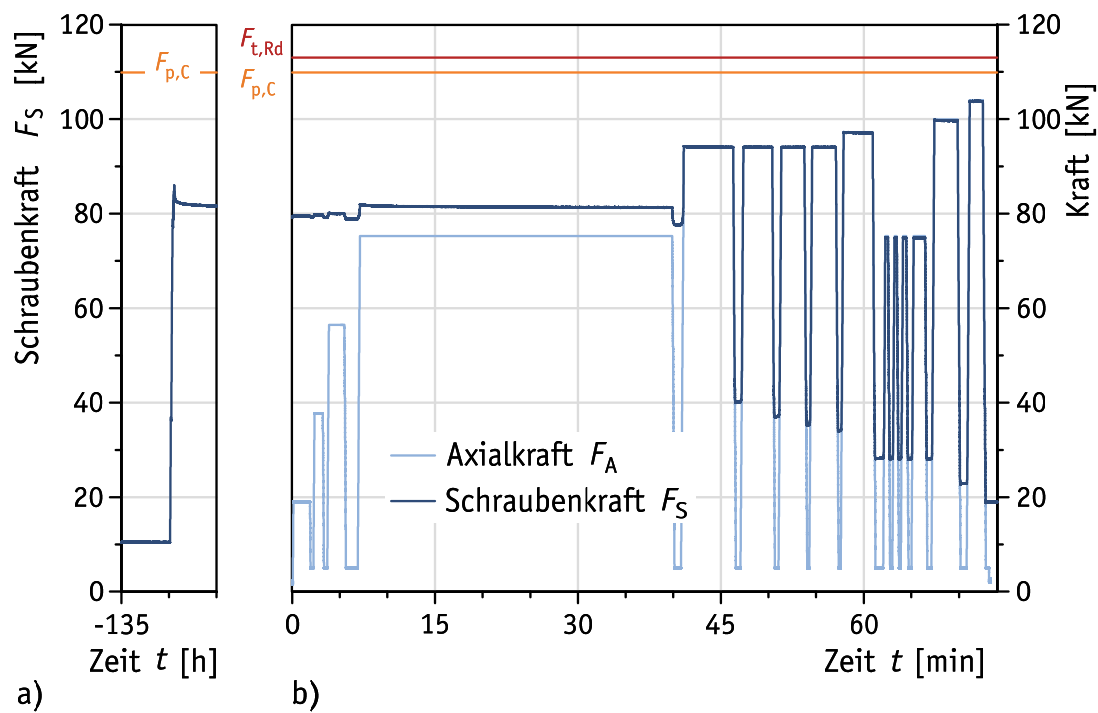 Schraubenkraft F_S [kN]
120
100
80
60
40
20
0
F_p,C
-135
Zeit t [h]
a)
F_t,Rd
F_p,C
Axialkraft F_A
Schraubenkraft F_S
0
15
30
45
60
Zeit t [min]
b)
120
100
80
60
40
20
0
Kraft [kN]